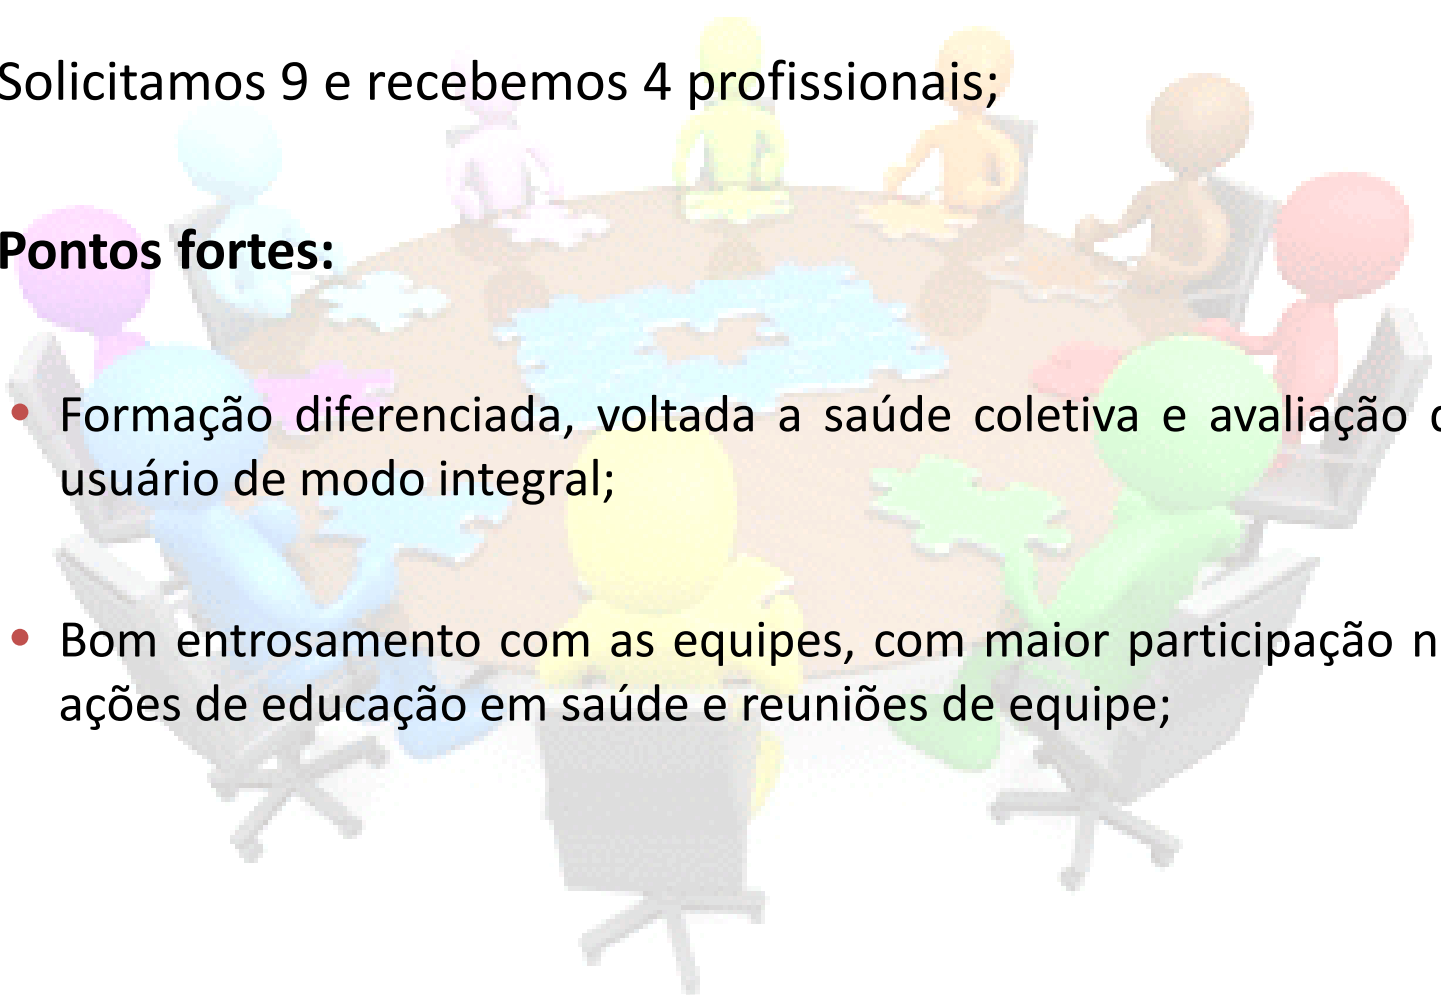 Solicitamos 9 e recebemos 4 profissionais;
Pontos fortes:
• Formação diferenciada, voltada a saúde coletiva e avaliação
usuário de modo integral;
• Bom entrosamento com as equipes, com maior participação
ações de educação em saúde e reuniões de equipe;